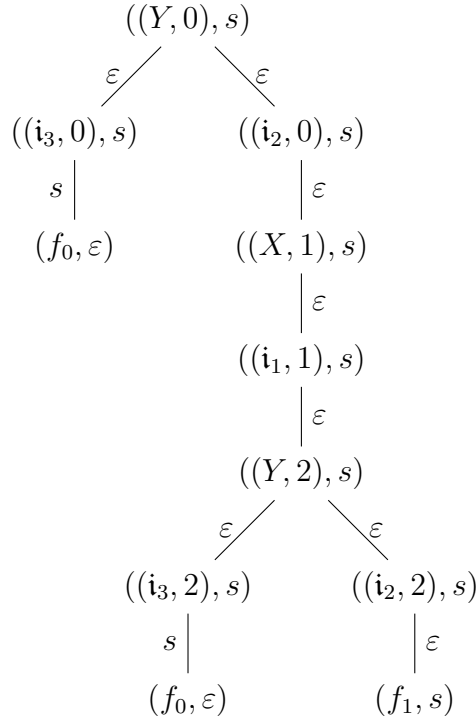 ((Y, 0), s)
ε ε
((𝔦₃, 0), s) ((𝔦₂, 0), s)
s ε
(f₀, ε) ((X, 1), s)
ε
((𝔦₁, 1), s)
ε
((Y, 2), s)
ε ε
((𝔦₃, 2), s) ((𝔦₂, 2), s)
s ε
(f₀, ε) (f₁, s)